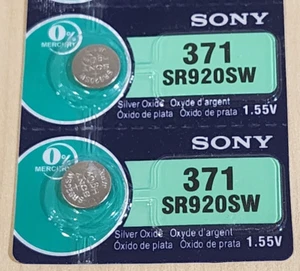 SONY
0%
MERCURY
371
SR920SW
Silver Oxide Oxyde d'argent
Óxido de plata Óxido de prata 1.55V
SONY
0%
MERCURY
371
SR920SW
Silver Oxide Oxyde d'argent
Óxido de plata Óxido de prata 1.55V